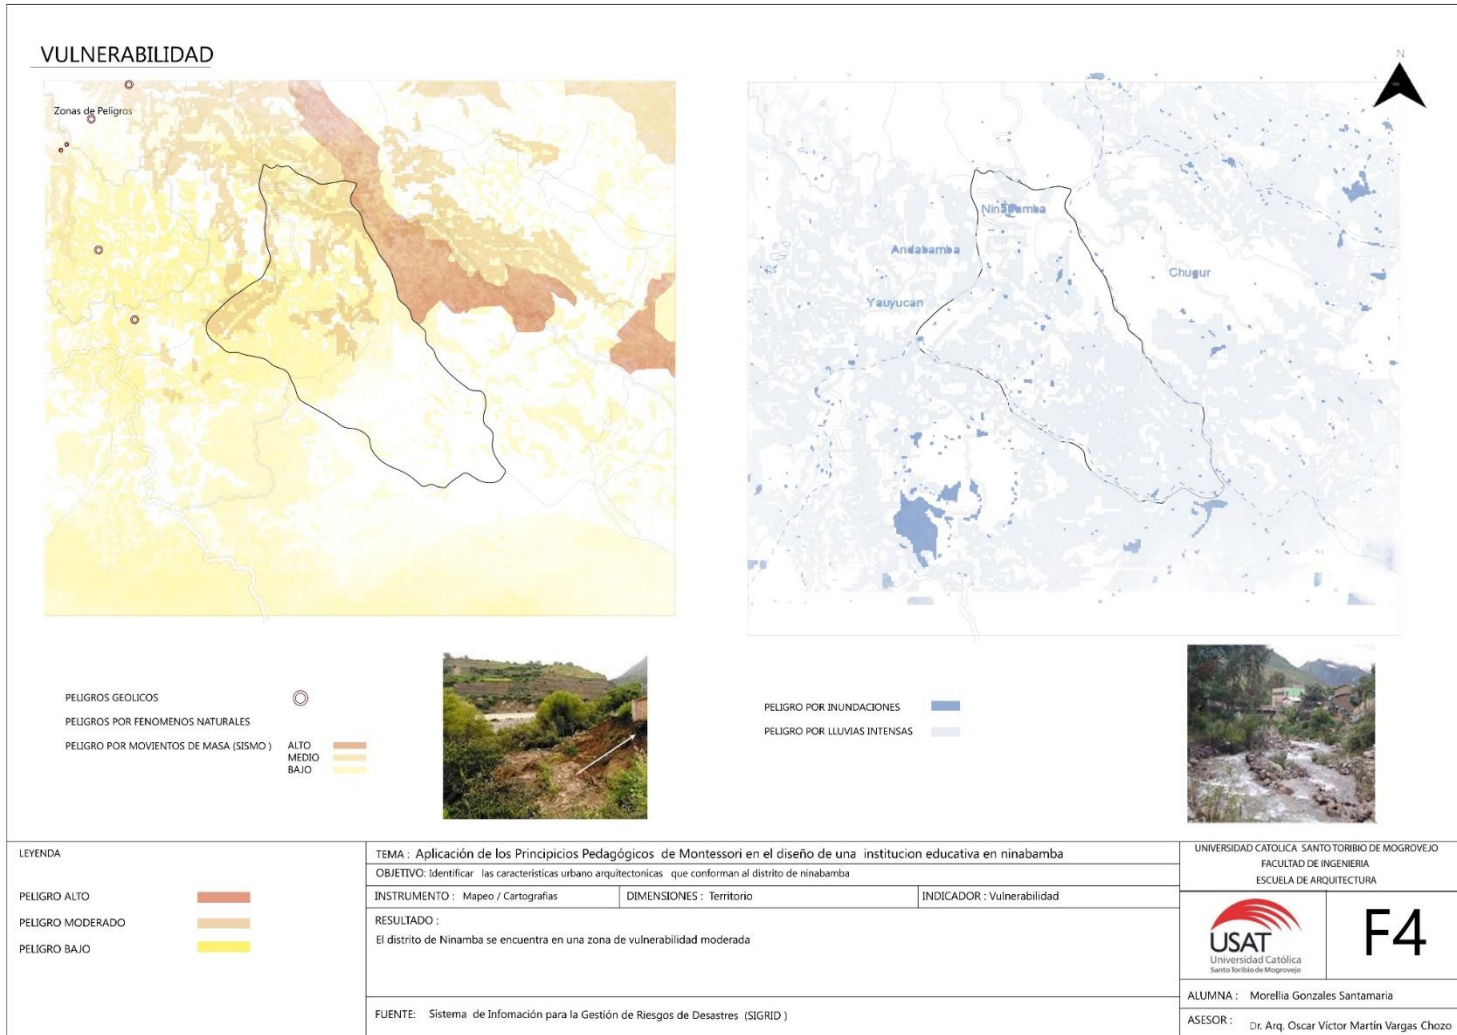 VULNERABILIDAD
Zonas de Peligros
N
Ninabamba
Andabamba
Chugur
Yauyucan
PELIGROS GEOLICOS
PELIGROS POR FENOMENOS NATURALES
PELIGRO POR MOVIENTOS DE MASA (SISMO )
ALTO
MEDIO
BAJO
PELIGRO POR INUNDACIONES
PELIGRO POR LLUVIAS INTENSAS
LEYENDA
PELIGRO ALTO
PELIGRO MODERADO
PELIGRO BAJO
TEMA : Aplicación de los Principicios Pedagógicos de Montessori en el diseño de una institucion educativa en ninabamba
OBJETIVO: Identificar las características urbano arquitectonicas que conforman al distrito de ninabamba
INSTRUMENTO : Mapeo / Cartografias
DIMENSIONES : Territorio
INDICADOR : Vulnerabilidad
RESULTADO :
El distrito de Ninamba se encuentra en una zona de vulnerabilidad moderada
FUENTE: Sistema de Infomación para la Gestión de Riesgos de Desastres (SIGRID )
UNIVERSIDAD CATOLICA SANTO TORIBIO DE MOGROVEJO
FACULTAD DE INGENIERIA
ESCUELA DE ARQUITECTURA
USAT
Universidad Católica
Santo Toribio de Mogrovejo
F4
ALUMNA : Morellia Gonzales Santamaria
ASESOR : Dr. Arq. Oscar Víctor Martín Vargas Chozo